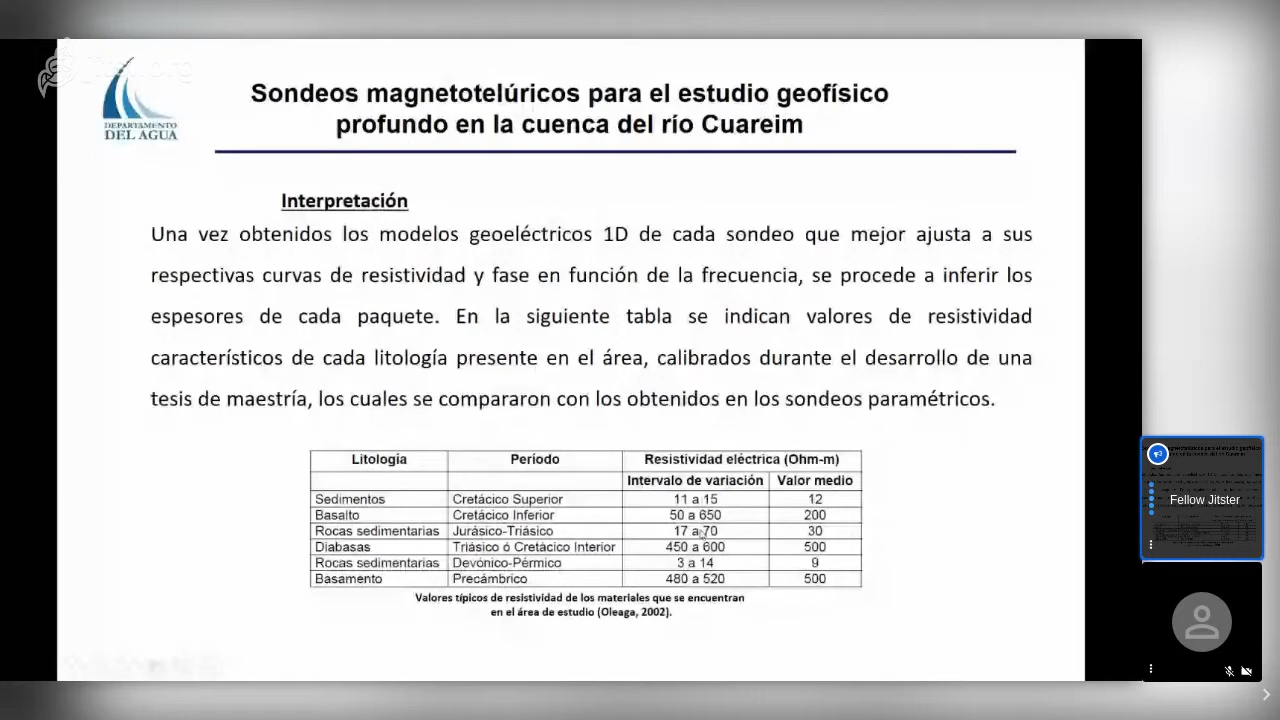 DEPARTAMENTO
DEL AGUA
Sondeos magnetotelúricos para el estudio geofísico
profundo en la cuenca del río Cuareim
Interpretación
Una vez obtenidos los modelos geoeléctricos 1D de cada sondeo que mejor ajusta a sus
respectivas curvas de resistividad y fase en función de la frecuencia, se procede a inferir los
espesores de cada paquete. En la siguiente tabla se indican valores de resistividad
característicos de cada litología presente en el área, calibrados durante el desarrollo de una
tesis de maestría, los cuales se compararon con los obtenidos en los sondeos paramétricos.
Litología Período Resistividad eléctrica (Ohm-m)
Intervalo de variación Valor medio
Sedimentos Cretácico Superior 11 a 15 12
Basalto Cretácico Inferior 50 a 650 200
Rocas sedimentarias Jurásico-Triásico 17 a 70 30
Diabasas Triásico ó Cretácico Interior 450 a 600 500
Rocas sedimentarias Devónico-Pérmico 3 a 14 9
Basamento Precámbrico 480 a 520 500
Valores típicos de resistividad de los materiales que se encuentran
en el área de estudio (Oleaga, 2002).
Fellow Jitster